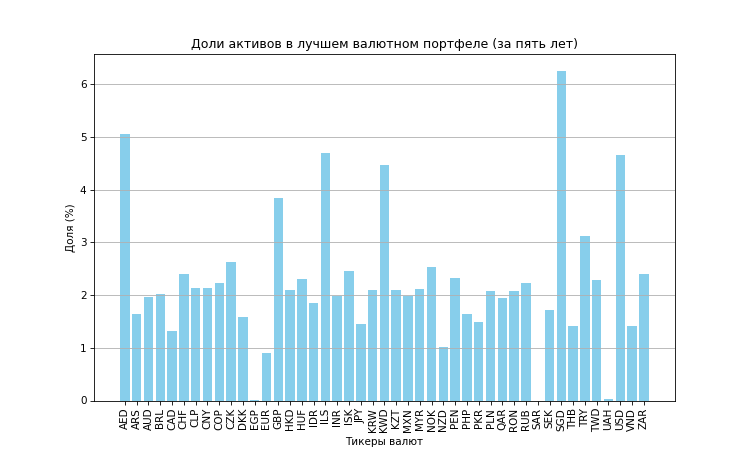 Доли активов в лучшем валютном портфеле (за пять лет)
Доля (%)
6
5
4
3
2
1
0
AED
ARS
AUD
BRL
CAD
CHF
CLP
CNY
COP
CZK
DKK
EGP
EUR
GBP
HKD
HUF
IDR
ILS
INR
ISK
JPY
KRW
KWD
KZT
MXN
MYR
NOK
NZD
PEN
PHP
PKR
PLN
QAR
RON
RUB
SAR
SEK
SGD
THB
TRY
TWD
UAH
USD
VND
ZAR
Тикеры валют